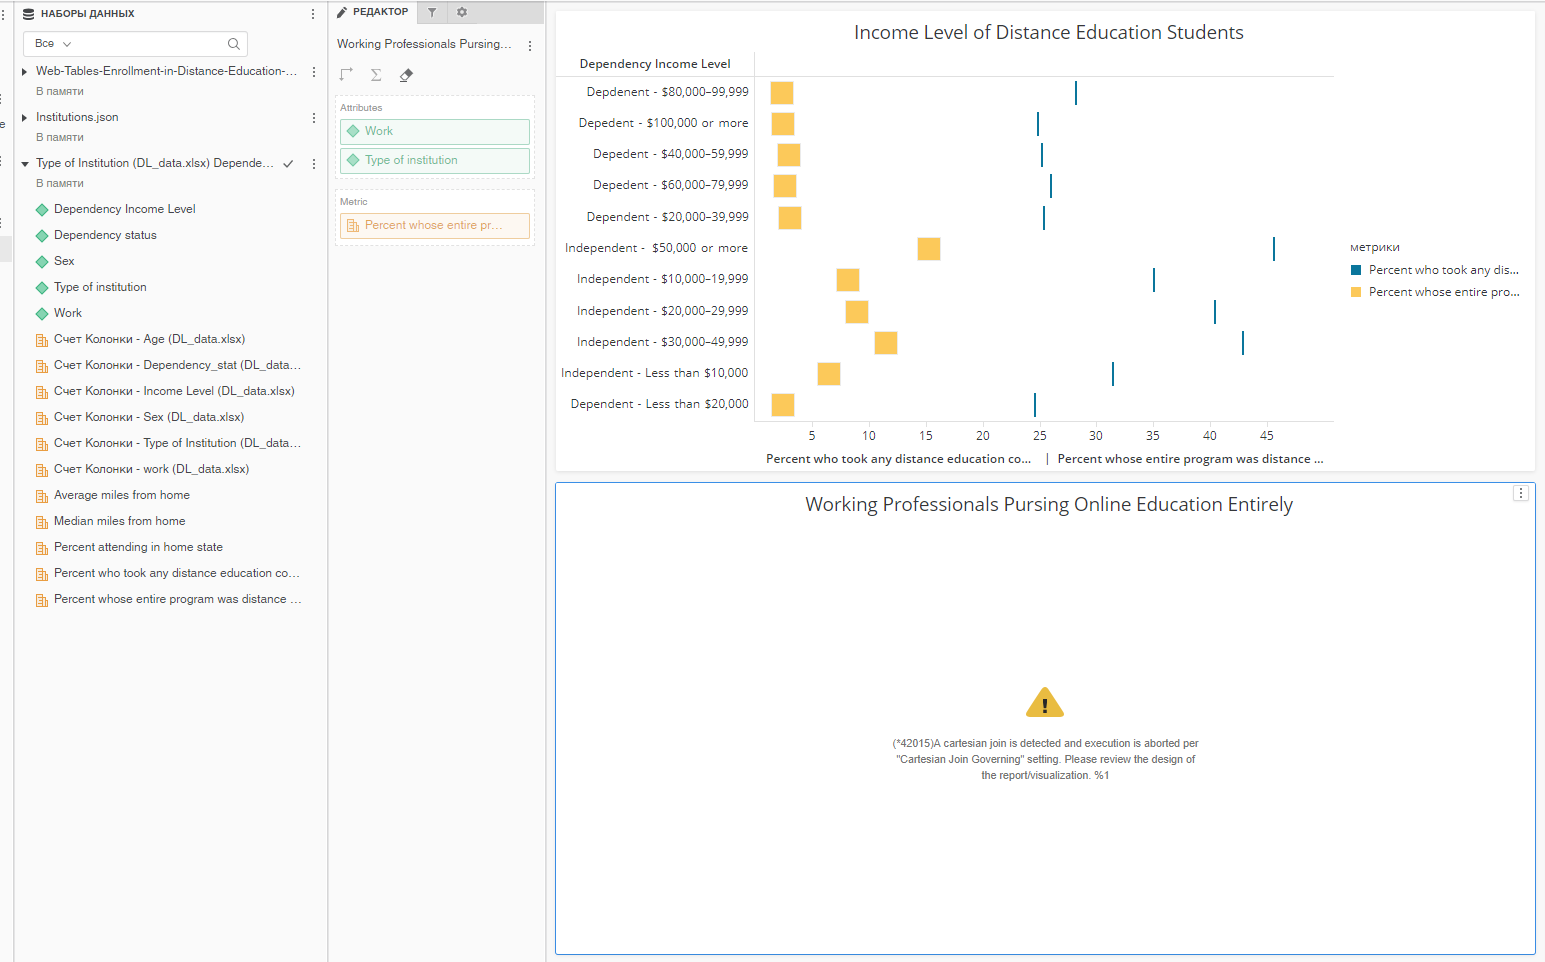 НАБОРЫ ДАННЫХ
Все
Web-Tables-Enrollment-in-Distance-Education-...
В памяти
Institutions.json
В памяти
Type of Institution (DL_data.xlsx) Depende...
В памяти
Dependency Income Level
Dependency status
Sex
Type of institution
Work
Счет Колонки - Age (DL_data.xlsx)
Счет Колонки - Dependency_stat (DL_data...
Счет Колонки - Income Level (DL_data.xlsx)
Счет Колонки - Sex (DL_data.xlsx)
Счет Колонки - Type of Institution (DL_data...
Счет Колонки - work (DL_data.xlsx)
Average miles from home
Median miles from home
Percent attending in home state
Percent who took any distance education co...
Percent whose entire program was distance ...
РЕДАКТОР
Working Professionals Pursing...
Attributes
Work
Type of institution
Metric
Percent whose entire pr...
Income Level of Distance Education Students
Dependency Income Level
Depdenent - $80,000–99,999
Depedent - $100,000 or more
Depedent - $40,000–59,999
Depedent - $60,000–79,999
Dependent - $20,000–39,999
Independent - $50,000 or more
Independent - $10,000–19,999
Independent - $20,000–29,999
Independent - $30,000–49,999
Independent - Less than $10,000
Dependent - Less than $20,000
5 10 15 20 25 30 35 40 45
Percent who took any distance education co... | Percent whose entire program was distance ...
метрики
Percent who took any dis...
Percent whose entire pro...
Working Professionals Pursing Online Education Entirely
(*42015)A cartesian join is detected and execution is aborted per
"Cartesian Join Governing" setting. Please review the design of
the report/visualization. %1